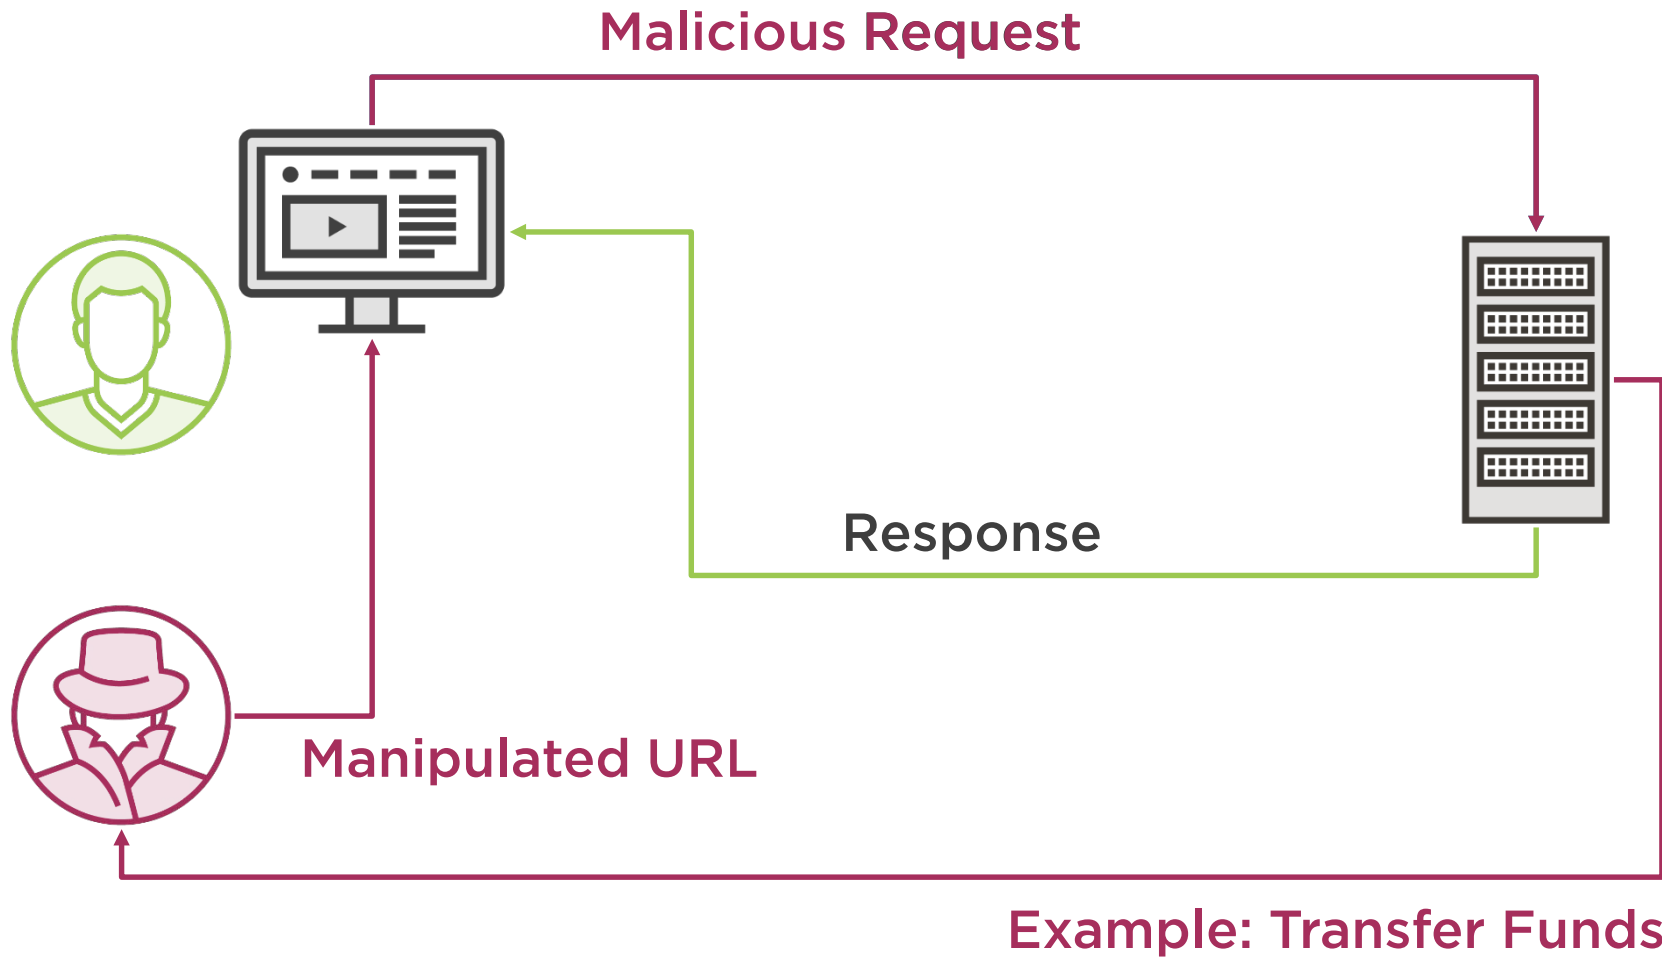 Malicious Request
Response
Manipulated URL
Example: Transfer Funds